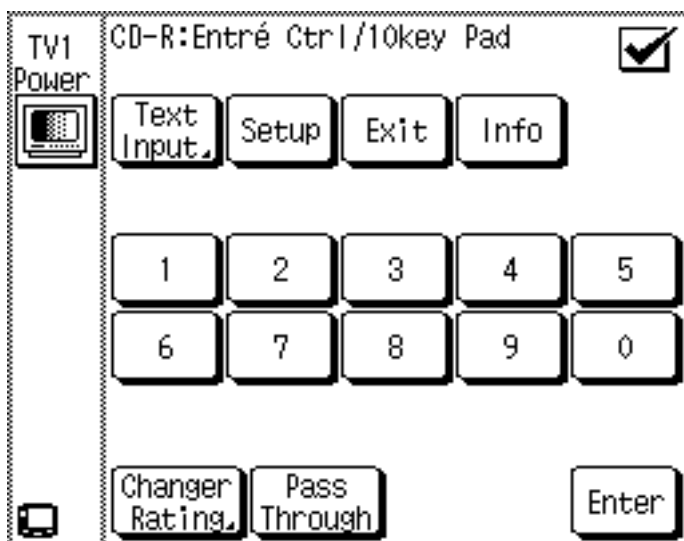 TV1
Power
CD-R:Entré Ctrl/10key Pad
Text
Input
Setup
Exit
Info
1
2
3
4
5
6
7
8
9
0
Changer
Rating
Pass
Through
Enter